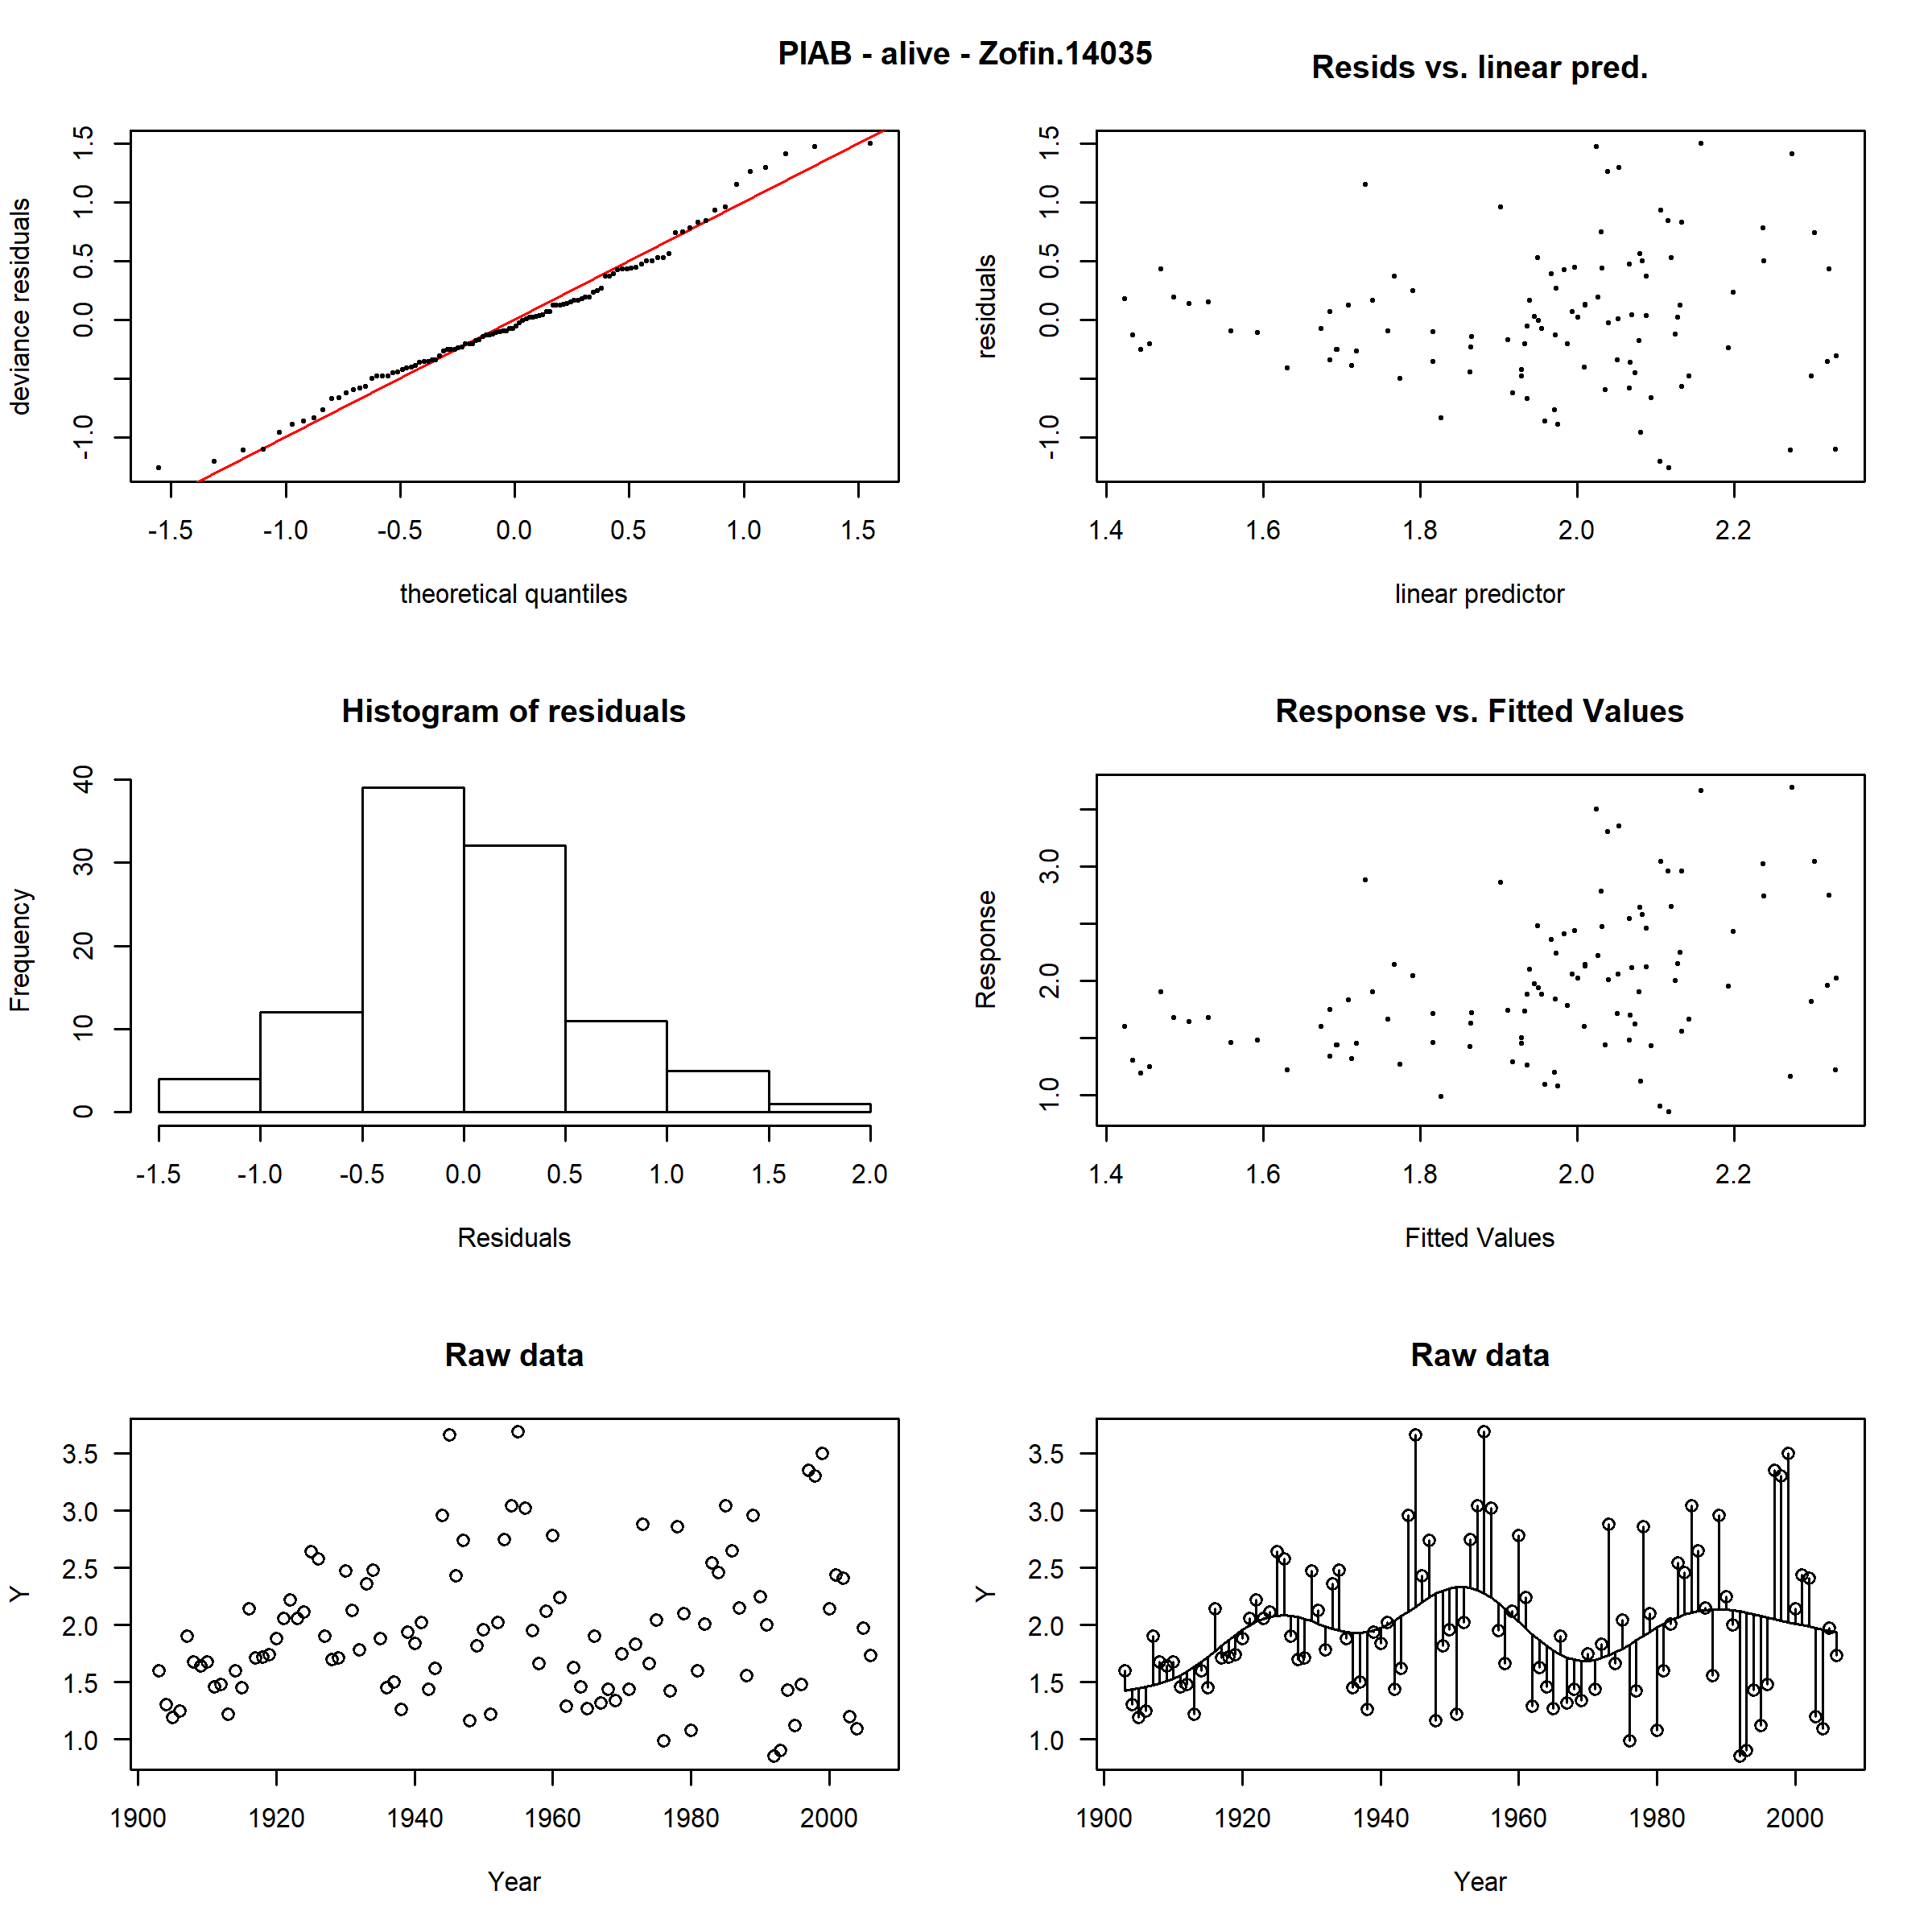 PIAB - alive - Zofin.14035
Resids vs. linear pred.
deviance residuals
-1.0 0.0 0.5 1.0 1.5
-1.5 -1.0 -0.5 0.0 0.5 1.0 1.5
theoretical quantiles
residuals
-1.0 0.0 0.5 1.0 1.5
1.4 1.6 1.8 2.0 2.2
linear predictor
Histogram of residuals
Frequency
0 10 20 30 40
-1.5 -1.0 -0.5 0.0 0.5 1.0 1.5 2.0
Residuals
Response vs. Fitted Values
Response
1.0 2.0 3.0
1.4 1.6 1.8 2.0 2.2
Fitted Values
Raw data
Y
3.5
3.0
2.5
2.0
1.5
1.0
1900 1920 1940 1960 1980 2000
Year
Raw data
Y
3.5
3.0
2.5
2.0
1.5
1.0
1900 1920 1940 1960 1980 2000
Year